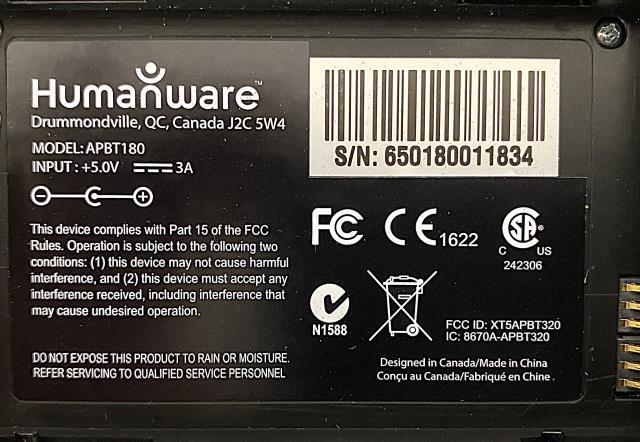 Humanware™
Drummondville, QC, Canada J2C 5W4
MODEL: APBT180
INPUT : +5.0V 3A
This device complies with Part 15 of the FCC
Rules. Operation is subject to the following two
conditions: (1) this device may not cause harmful
interference, and (2) this device must accept any
interference received, including interference that
may cause undesired operation.
DO NOT EXPOSE THIS PRODUCT TO RAIN OR MOISTURE.
REFER SERVICING TO QUALIFIED SERVICE PERSONNEL
S/N: 650180011834
FC CE 1622 SA®
C US
242306
N1588
FCC ID: XT5APBT320
IC: 8670A-APBT320
Designed in Canada/Made in China
Conçu au Canada/Fabriqué en Chine